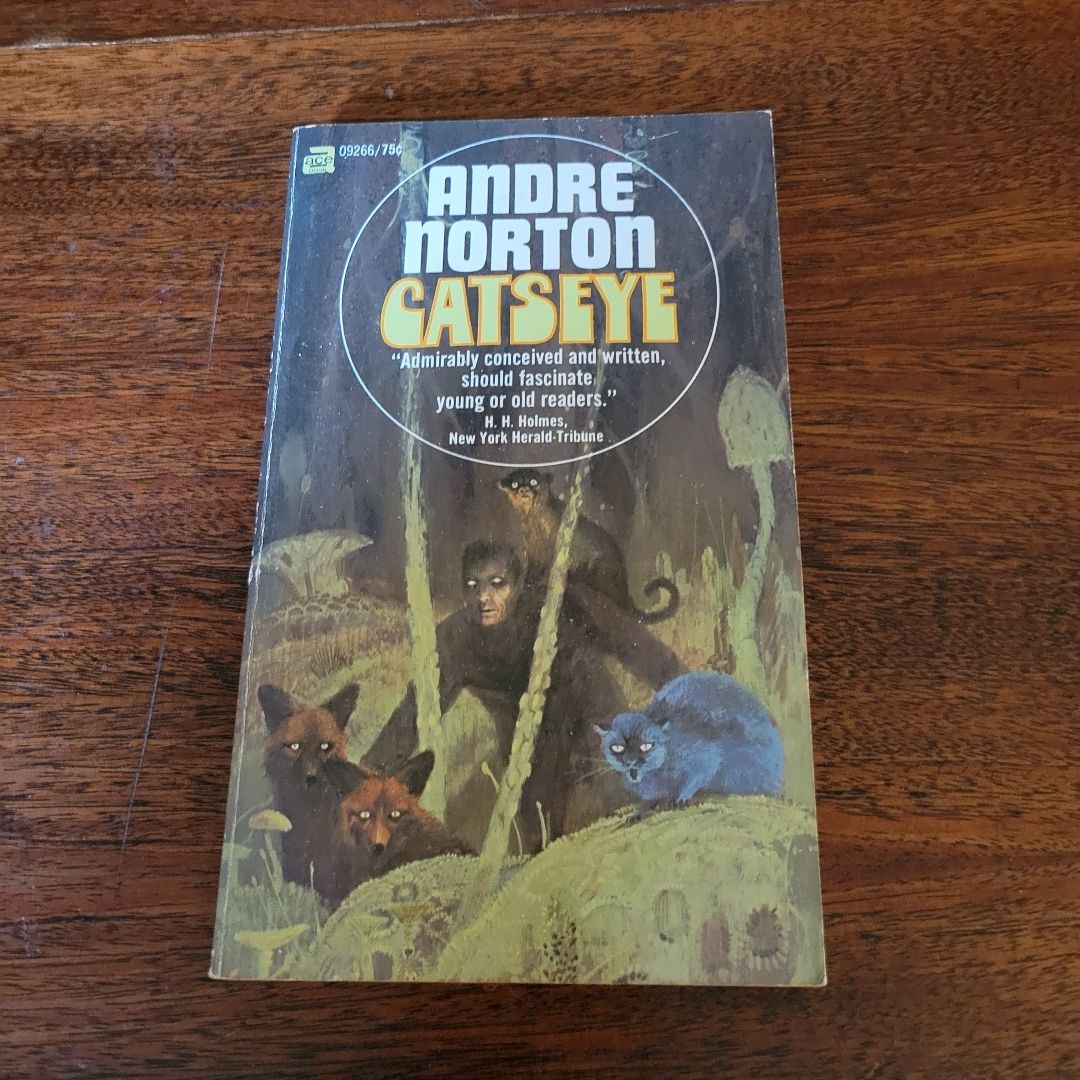 ace
BOOK
09266/75¢
ANDRE
NORTON
CATSEYE
“Admirably conceived and written,
should fascinate
young or old readers.”
H. H. Holmes,
New York Herald-Tribune